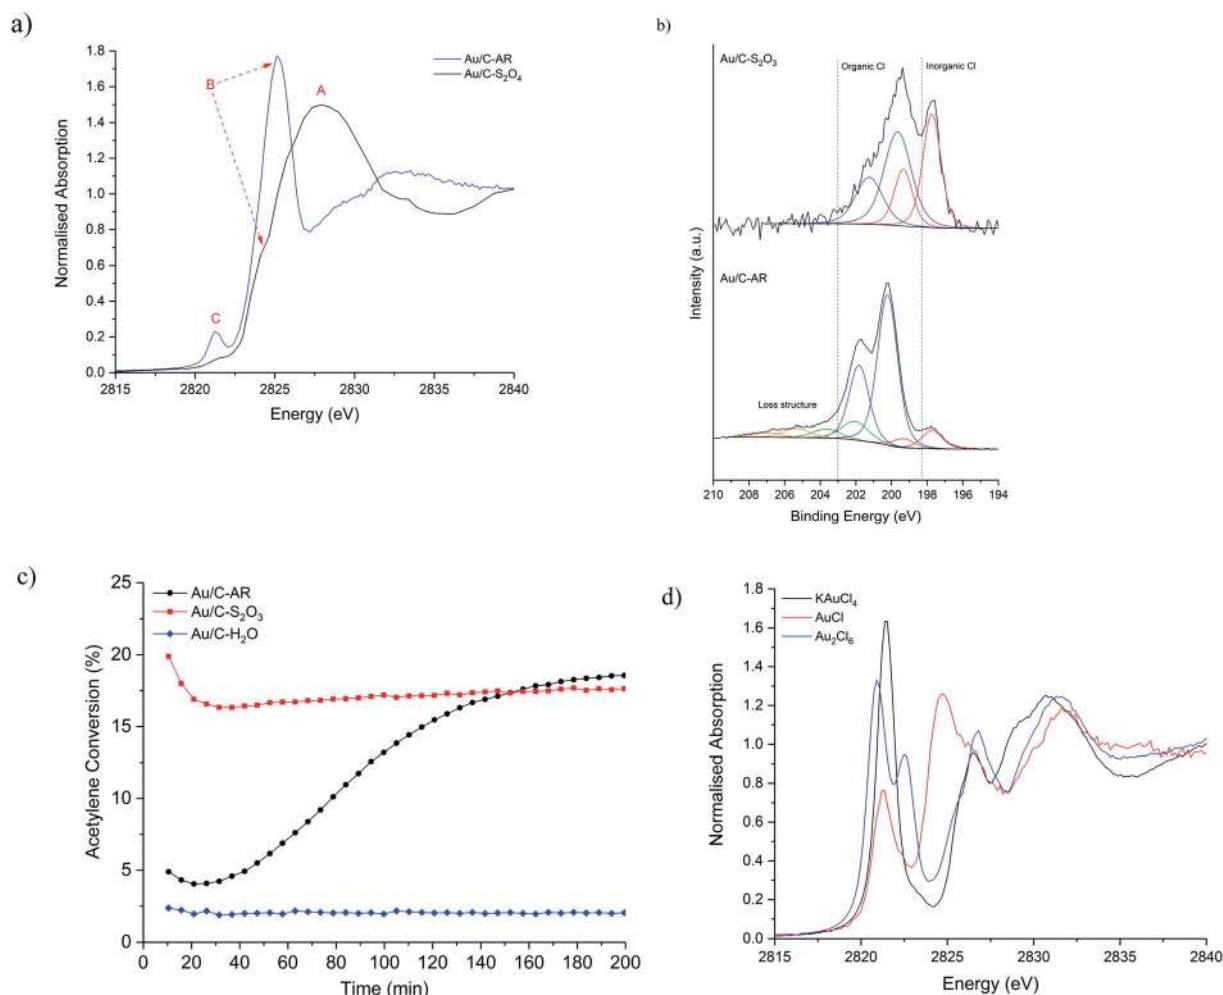 a)
Au/C-AR
Au/C-S₂O₄
B
A
C
1.8
1.6
1.4
1.2
1.0
0.8
0.6
0.4
0.2
0.0
Normalised Absorption
2815 2820 2825 2830 2835 2840
Energy (eV)
b)
Au/C-S₂O₃
Organic Cl
Inorganic Cl
Au/C-AR
Loss structure
Intensity (a.u.)
210 208 206 204 202 200 198 196 194
Binding Energy (eV)
c)
Au/C-AR
Au/C-S₂O₃
Au/C-H₂O
25
20
15
10
5
0
Acetylene Conversion (%)
0 20 40 60 80 100 120 140 160 180 200
Time (min)
d)
KAuCl₄
AuCl
Au₂Cl₆
1.8
1.6
1.4
1.2
1.0
0.8
0.6
0.4
0.2
0.0
Normalised Absorption
2815 2820 2825 2830 2835 2840
Energy (eV)